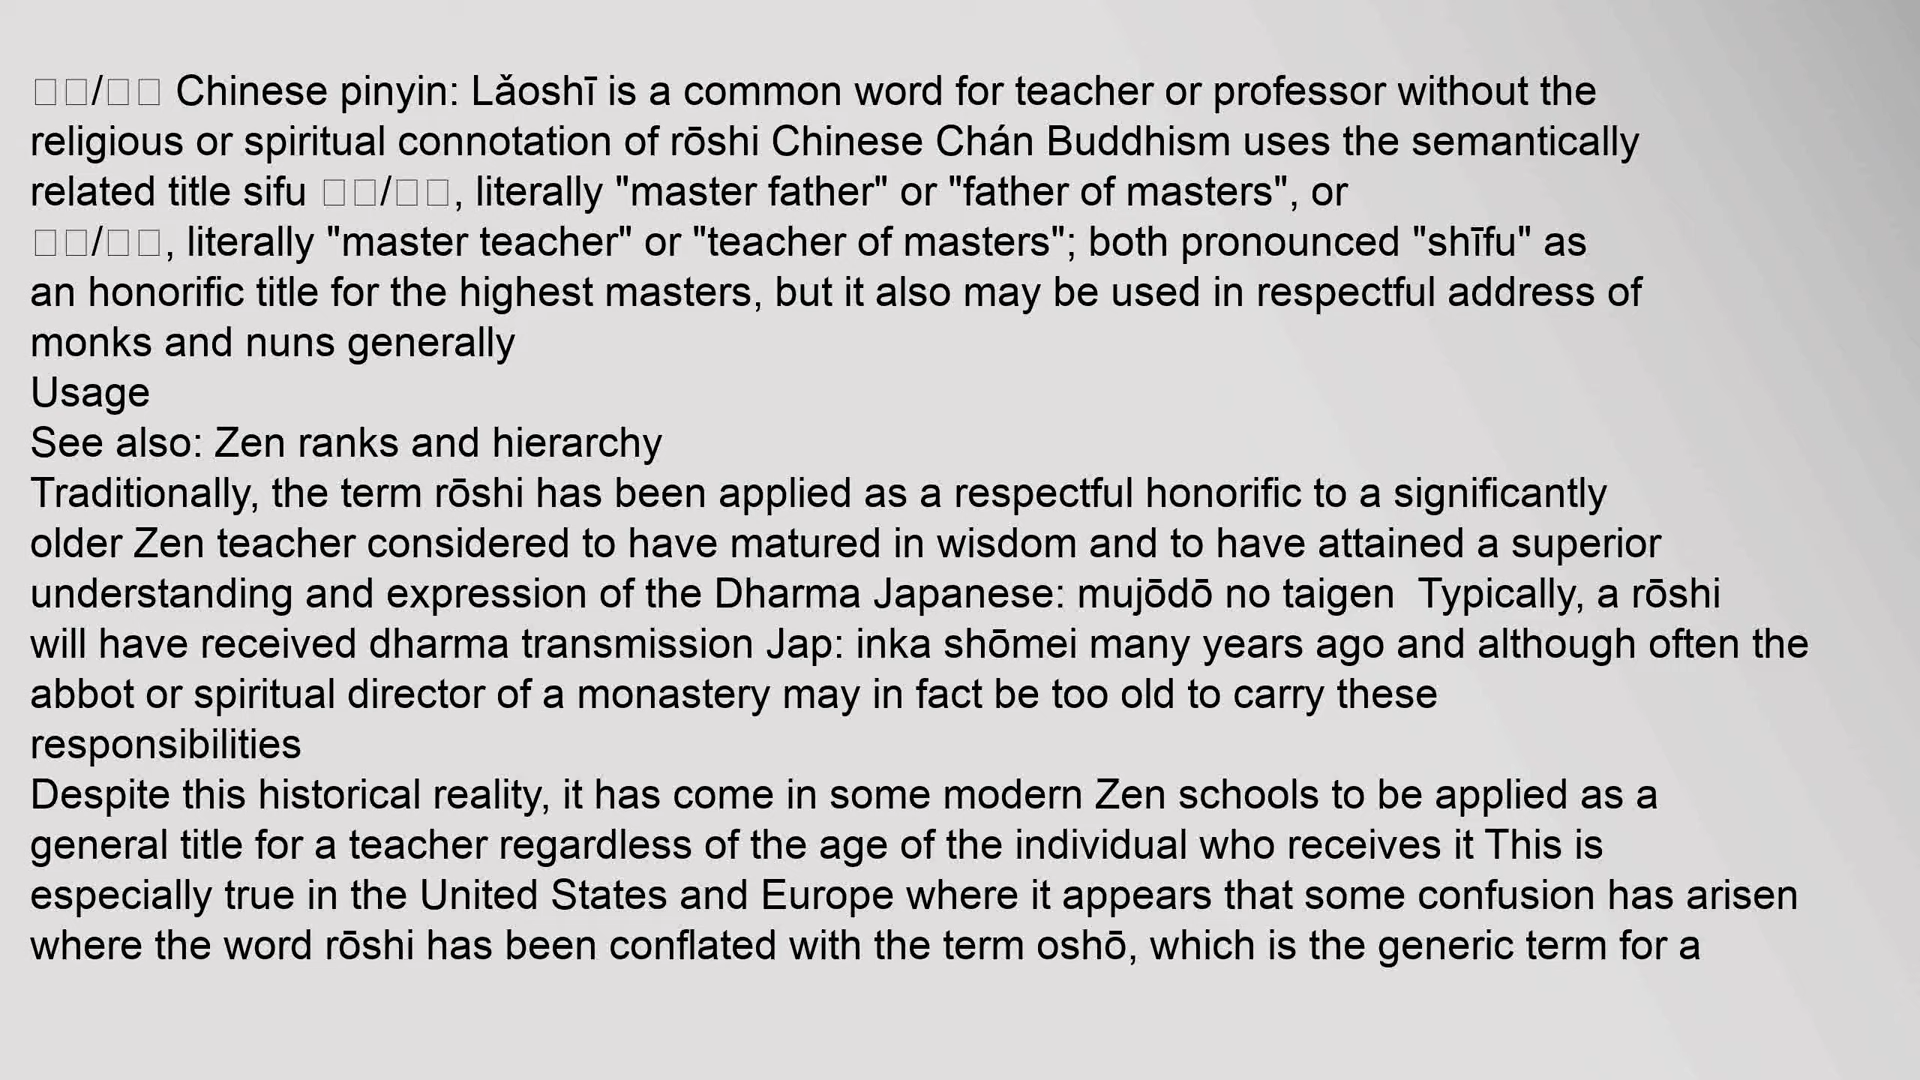 □□/□□ Chinese pinyin: Lǎoshī is a common word for teacher or professor without the
religious or spiritual connotation of rōshi Chinese Chán Buddhism uses the semantically
related title sifu □□/□□, literally "master father" or "father of masters", or
□□/□□, literally "master teacher" or "teacher of masters"; both pronounced "shīfu" as
an honorific title for the highest masters, but it also may be used in respectful address of
monks and nuns generally
Usage
See also: Zen ranks and hierarchy
Traditionally, the term rōshi has been applied as a respectful honorific to a significantly
older Zen teacher considered to have matured in wisdom and to have attained a superior
understanding and expression of the Dharma Japanese: mujōdō no taigen  Typically, a rōshi
will have received dharma transmission Jap: inka shōmei many years ago and although often the
abbot or spiritual director of a monastery may in fact be too old to carry these
responsibilities
Despite this historical reality, it has come in some modern Zen schools to be applied as a
general title for a teacher regardless of the age of the individual who receives it This is
especially true in the United States and Europe where it appears that some confusion has arisen
where the word rōshi has been conflated with the term oshō, which is the generic term for a